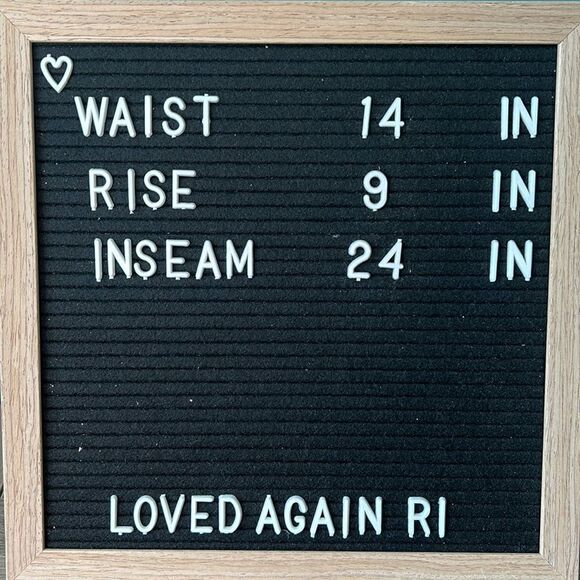 WAIST 14 IN
RISE 9 IN
INSEAM 24 IN
LOVED AGAIN RI